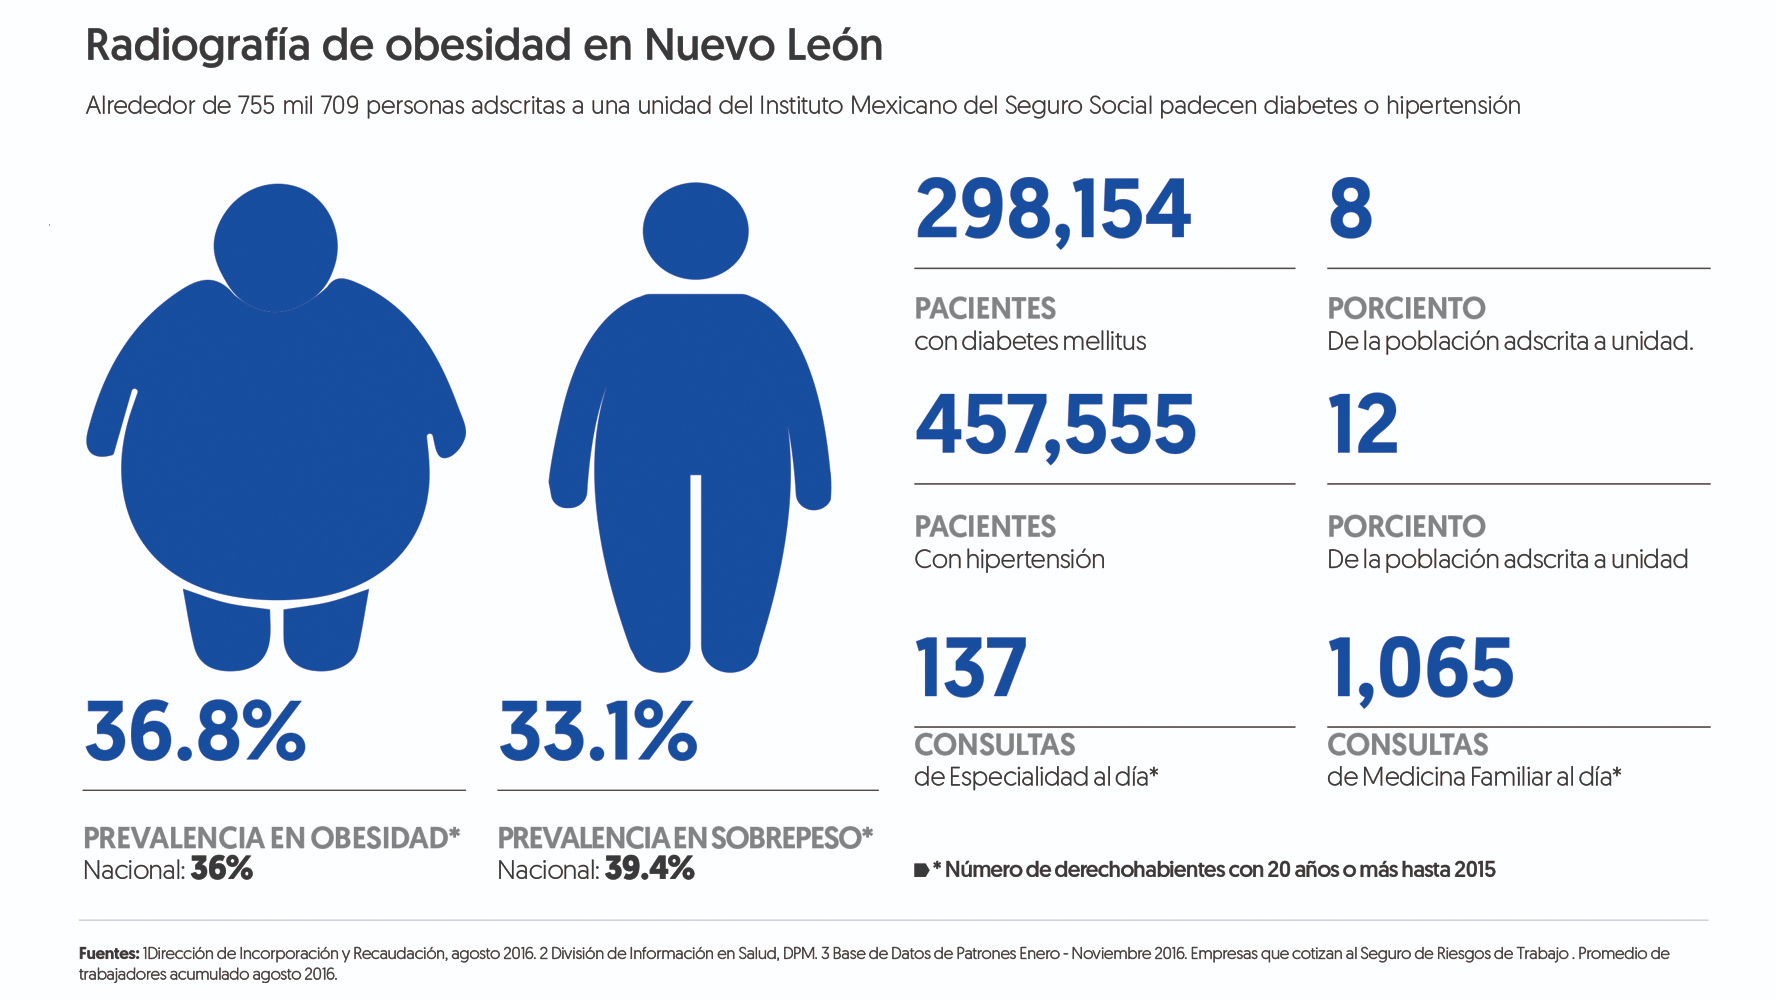 Radiografía de obesidad en Nuevo León
Alrededor de 755 mil 709 personas adscritas a una unidad del Instituto Mexicano del Seguro Social padecen diabetes o hipertensión
36.8%
PREVALENCIA EN OBESIDAD*
Nacional: 36%
33.1%
PREVALENCIA EN SOBREPESO*
Nacional: 39.4%
298,154
PACIENTES
con diabetes mellitus
8
PORCIENTO
De la población adscrita a unidad.
457,555
PACIENTES
Con hipertensión
12
PORCIENTO
De la población adscrita a unidad
137
CONSULTAS
de Especialidad al día*
1,065
CONSULTAS
de Medicina Familiar al día*
* Número de derechohabientes con 20 años o más hasta 2015
Fuentes: 1Dirección de Incorporación y Recaudación, agosto 2016. 2 División de Información en Salud, DPM. 3 Base de Datos de Patrones Enero - Noviembre 2016. Empresas que cotizan al Seguro de Riesgos de Trabajo . Promedio de
trabajadores acumulado agosto 2016.